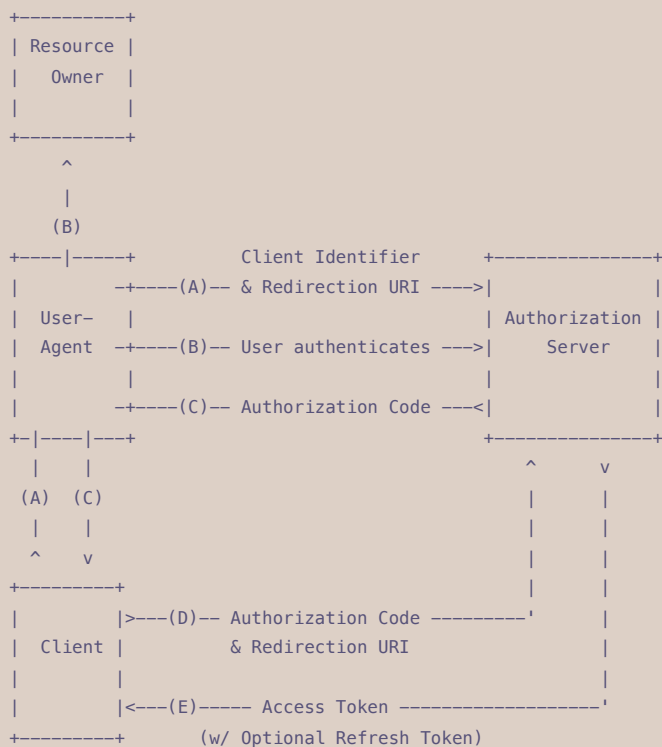 +----------+
| Resource |
|   Owner  |
|          |
+----------+
     ^
     |
    (B)
+----|-----+          Client Identifier      +---------------+
|         -+----(A)-- & Redirection URI ---->|               |
|  User-   |                                 | Authorization |
|  Agent  -+----(B)-- User authenticates --->|     Server    |
|          |                                 |               |
|         -+----(C)-- Authorization Code ---<|               |
+-|----|---+                                 +---------------+
  |    |                                         ^      v
 (A)  (C)                                        |      |
  |    |                                         |      |
  ^    v                                         |      |
+---------+                                      |      |
|         |>---(D)-- Authorization Code ---------'      |
|  Client |          & Redirection URI                  |
|         |                                             |
|         |<---(E)----- Access Token -------------------'
+---------+       (w/ Optional Refresh Token)